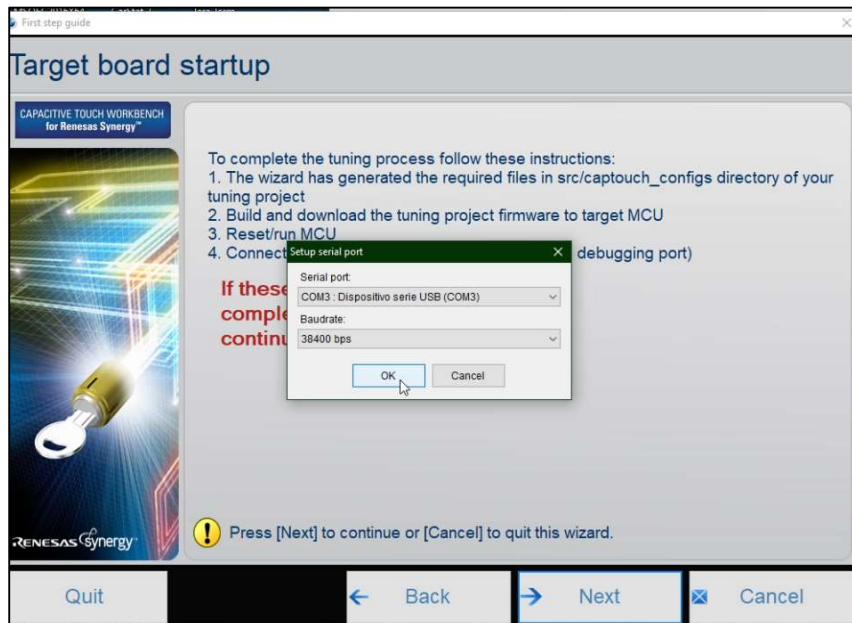 First step guide
Target board startup
CAPACITIVE TOUCH WORKBENCH
for Renesas Synergy™
To complete the tuning process follow these instructions:
1. The wizard has generated the required files in src/captouch_configs directory of your
tuning project
2. Build and download the tuning project firmware to target MCU
3. Reset/run MCU
4. Connect
debugging port)
If these
Setup serial port
Serial port:
COM3 : Dispositivo serie USB (COM3)
Baudrate:
38400 bps
OK
Cancel
Press [Next] to continue or [Cancel] to quit this wizard.
RENESAS Synergy
Quit
Back
Next
Cancel